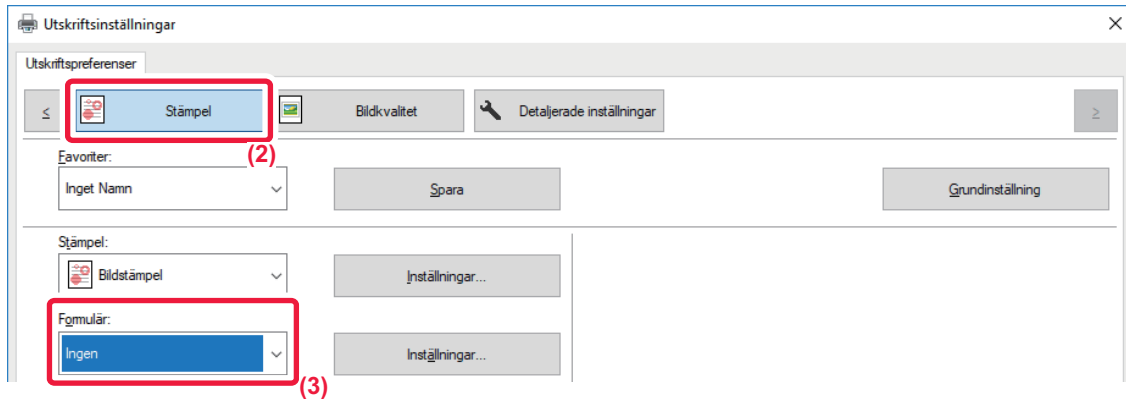 Utskriftsinställningar
Utskriftspreferenser
≤ Stämpel Bildkvalitet Detaljerade inställningar ≥
(2)
Favoriter:
Inget Namn Spara Grundinställning
Stämpel:
Bildstämpel Inställningar...
Formulär:
Ingen Inställningar...
(3)